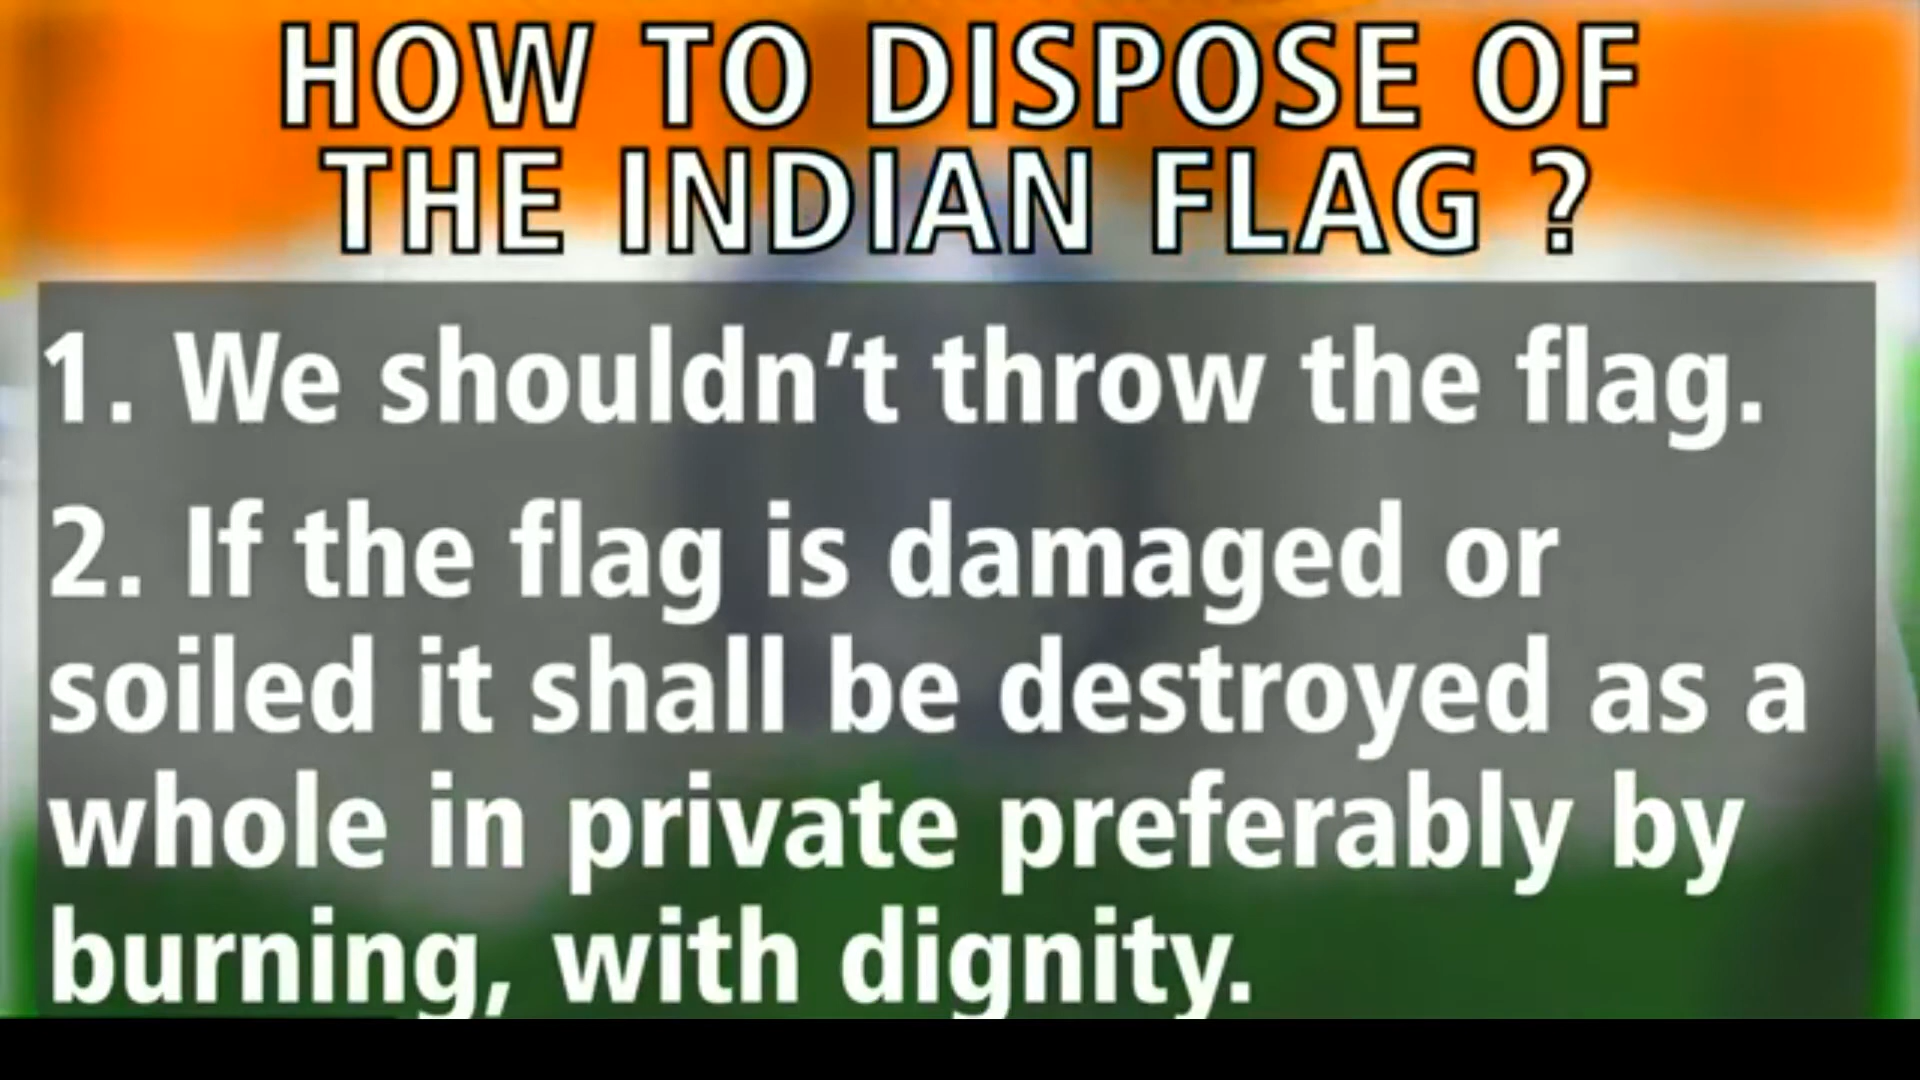 HOW TO DISPOSE OF
THE INDIAN FLAG ?
1. We shouldn’t throw the flag.
2. If the flag is damaged or
soiled it shall be destroyed as a
whole in private preferably by
burning, with dignity.